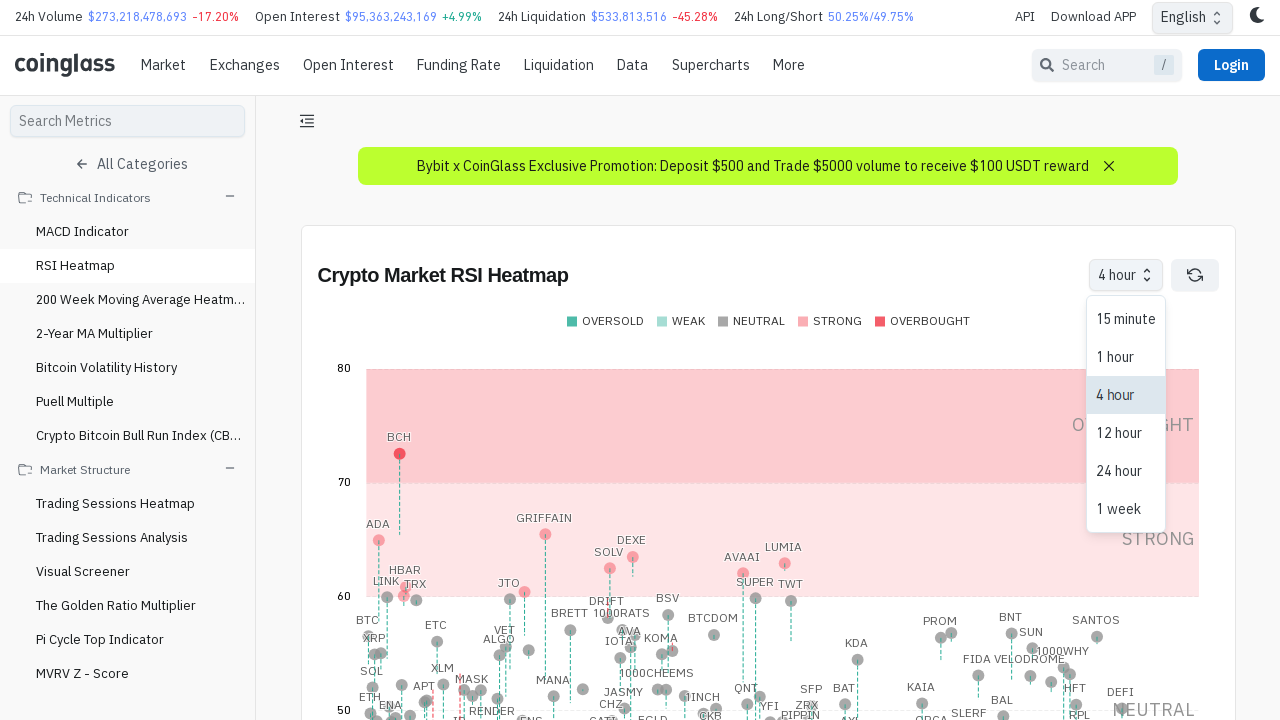 24h Volume $273,218,478,693 -17.20% Open Interest $95,363,243,169 +4.99% 24h Liquidation $533,813,516 -45.28% 24h Long/Short 50.25%/49.75% API Download APP English
coinglass Market Exchanges Open Interest Funding Rate Liquidation Data Supercharts More Search / Login
Search Metrics
All Categories
Technical Indicators
MACD Indicator
RSI Heatmap
200 Week Moving Average Heatm...
2-Year MA Multiplier
Bitcoin Volatility History
Puell Multiple
Crypto Bitcoin Bull Run Index (CB...
Market Structure
Trading Sessions Heatmap
Trading Sessions Analysis
Visual Screener
The Golden Ratio Multiplier
Pi Cycle Top Indicator
MVRV Z - Score
Bybit x CoinGlass Exclusive Promotion: Deposit $500 and Trade $5000 volume to receive $100 USDT reward
Crypto Market RSI Heatmap
4 hour
15 minute
1 hour
4 hour
12 hour
24 hour
1 week
OVERSOLD WEAK NEUTRAL STRONG OVERBOUGHT
80
BCH
70
GRIFFAIN
ADA
STRONG
DEXE
LUMIA
SOLV
AVAAI
HBAR
LINK TRX JTO SUPER TWT
60
DRIFT BSV
BRETT 1000RATS
BTC BTCDOM BNT PROM SANTOS
ETC VET AVA SUN
XRP ALGO IOTA KOMA KDA
1000WHY
FIDA VELODROME
SOL XLM 1000CHEEMS
MASK MANA
APT QNT SFP BAT KAIA HFT
ETH JASMY 1INCH DEFI
ENA CHZ YFI ZRX BAL
50 RENDER CKB PIPPIN SLERF RPL NEUTRAL